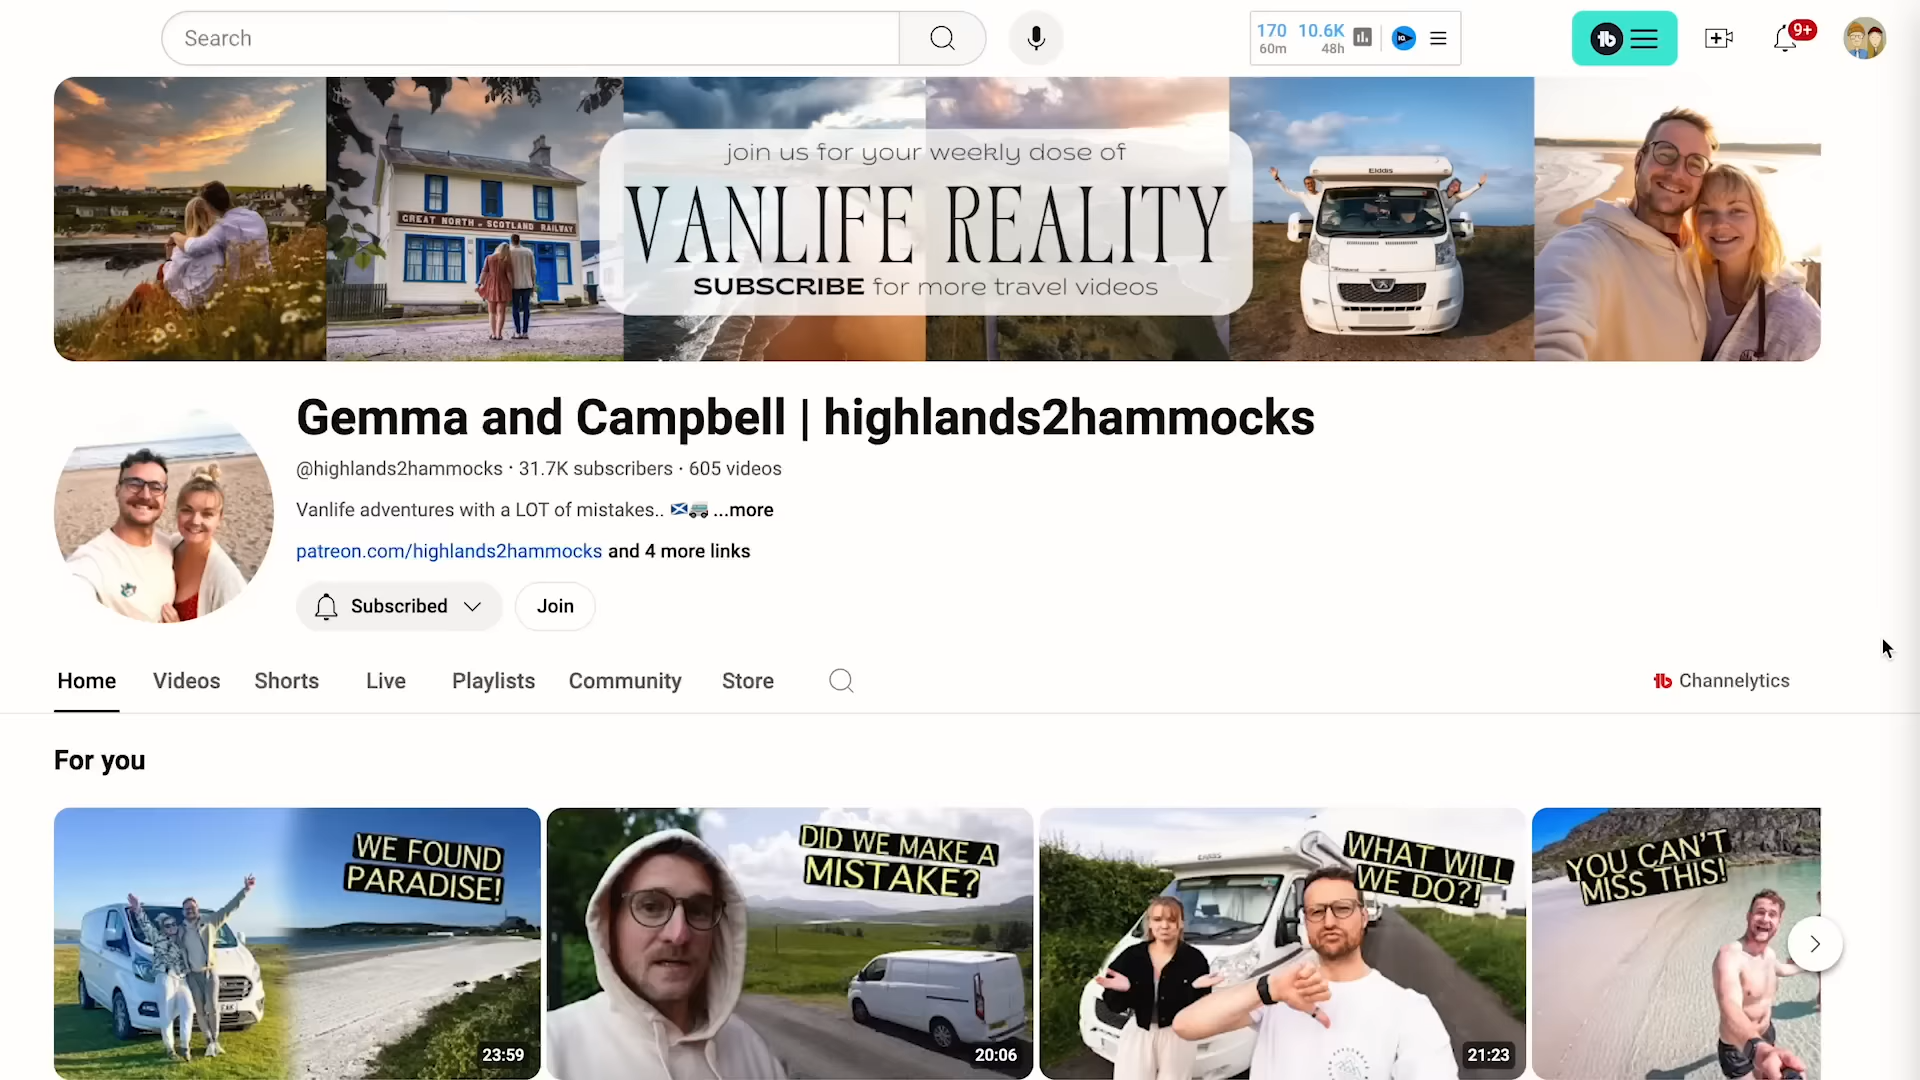 Search
170 10.6K
60m 48h
9+
join us for your weekly dose of
VANLIFE REALITY
SUBSCRIBE for more travel videos
GREAT NORTH of SCOTLAND RAILWAY
Elddis
Gemma and Campbell | highlands2hammocks
@highlands2hammocks · 31.7K subscribers · 605 videos
Vanlife adventures with a LOT of mistakes.. 🏴󠁧󠁢󠁳󠁣󠁴󠁿🚐 ...more
patreon.com/highlands2hammocks and 4 more links
Subscribed Join
Home Videos Shorts Live Playlists Community Store
Channelytics
For you
WE FOUND
PARADISE!
23:59
DID WE MAKE A
MISTAKE?
20:06
WHAT WILL
WE DO?!
21:23
YOU CAN'T
MISS THIS!